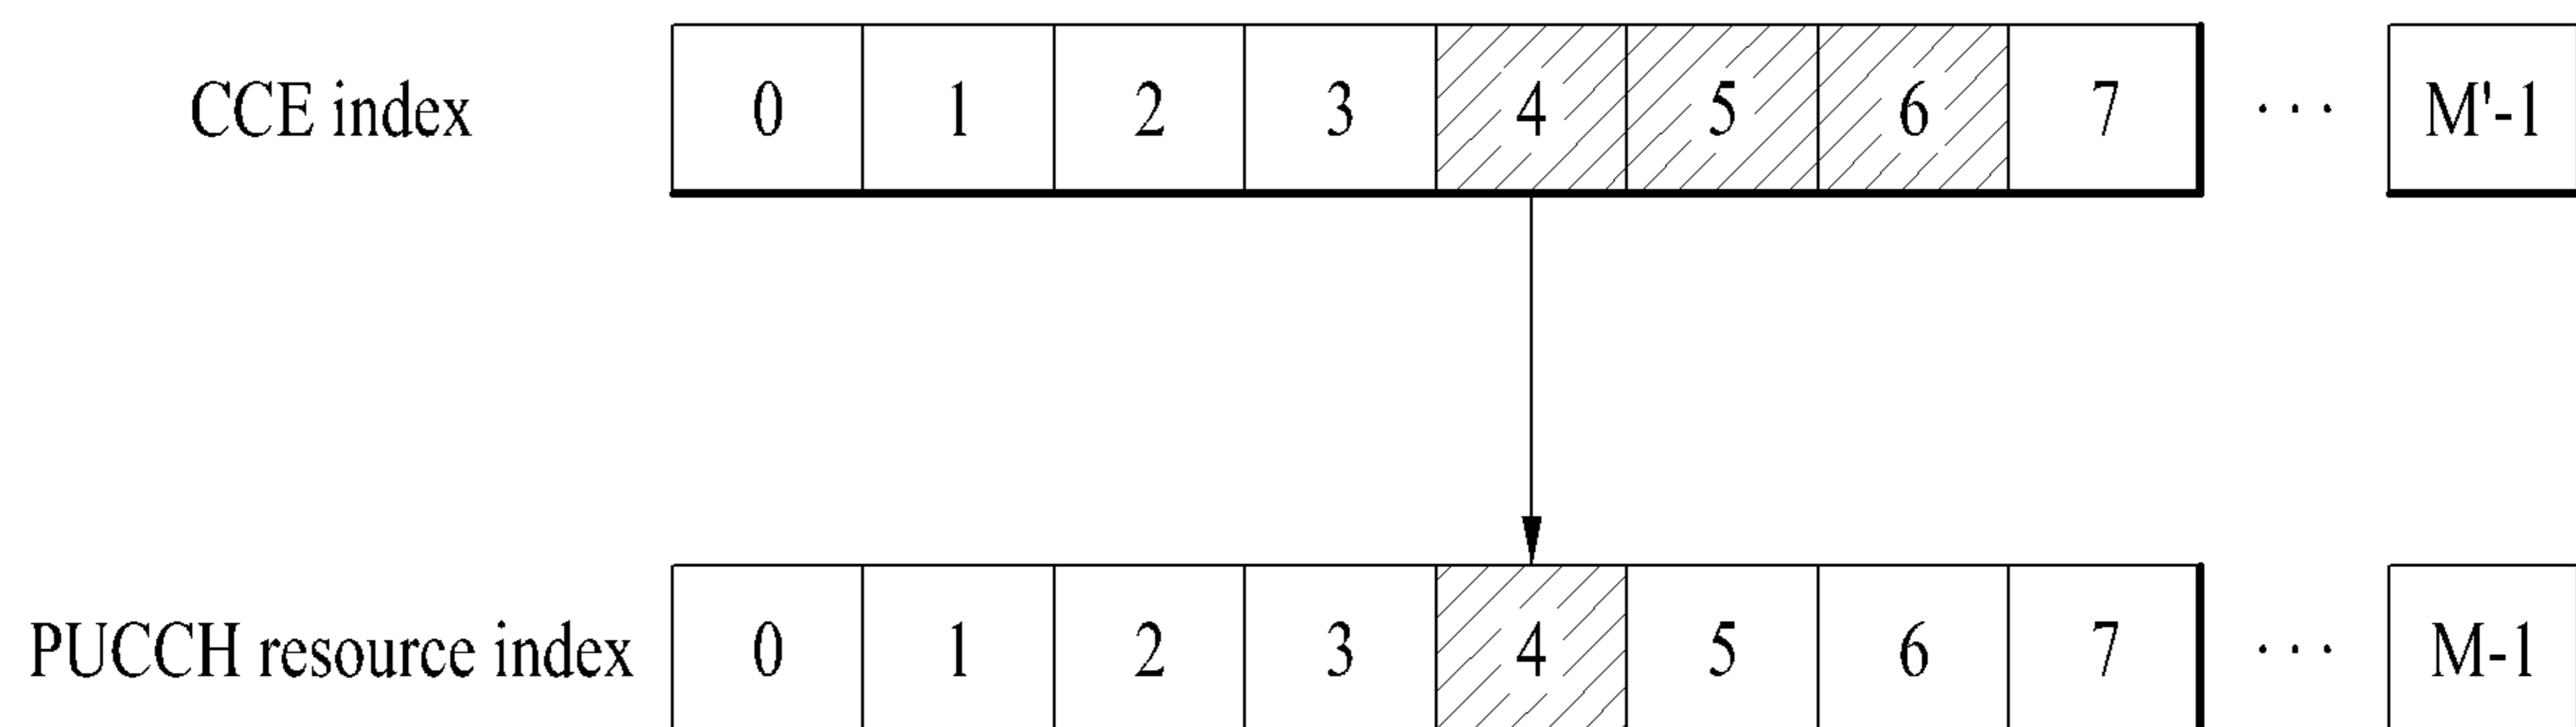 CCE index 0 1 2 3 4 5 6 7 ... M'-1
PUCCH resource index 0 1 2 3 4 5 6 7 ... M-1